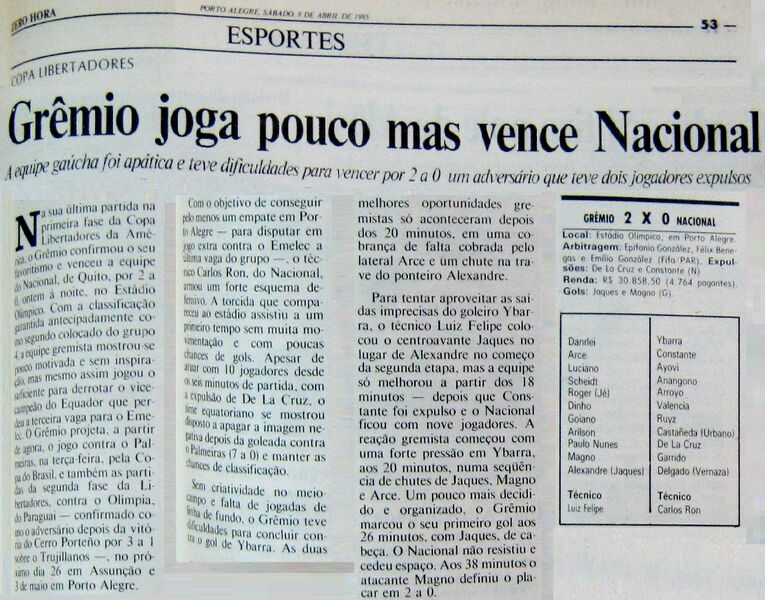 ZERO HORA
PORTO ALEGRE, SÁBADO, 8 DE ABRIL DE 1995
53
ESPORTES
COPA LIBERTADORES
Grêmio joga pouco mas vence Nacional
A equipe gaúcha foi apática e teve dificuldades para vencer por 2 a 0 um adversário que teve dois jogadores expulsos
Na sua última partida na
primeira fase da Copa
Libertadores da Amé-
rica, o Grêmio confirmou o seu
favoritismo e venceu a equipe
do Nacional, de Quito, por 2 a
0, ontem à noite, no Estádio
Olímpico. Com a classificação
garantida antecipadamente co-
mo segundo colocado do grupo
4, a equipe gremista mostrou-se
pouco motivada e sem inspira-
ção, mas mesmo assim jogou o
suficiente para derrotar o vice-
campeão do Equador que per-
deu a terceira vaga para o Eme-
lec. O Grêmio projeta, a partir
de agora, o jogo contra o Pal-
meiras, na terça-feira, pela Co-
pa do Brasil, e também as parti-
das da segunda fase da Li-
bertadores, contra o Olimpia,
do Paraguai — confirmado co-
mo adversário depois da vitó-
ria do Cerro Porteño por 3 a 1
sobre o Trujillanos —, no pró-
ximo dia 26 em Assunção e
3 de maio em Porto Alegre.
Com o objetivo de conseguir
pelo menos um empate em Por-
to Alegre — para disputar em
jogo extra contra o Emelec a
última vaga do grupo —, o téc-
nico Carlos Ron, do Nacional,
armou um forte esquema de-
fensivo. A torcida que compa-
receu ao estádio assistiu a um
primeiro tempo sem muita mo-
vimentação e com poucas
chances de gols. Apesar de
atuar com 10 jogadores desde
os seis minutos de partida, com
a expulsão de De La Cruz, o
time equatoriano se mostrou
disposto a apagar a imagem ne-
gativa depois da goleada contra
o Palmeiras (7 a 0) e manter as
chances de classificação.
Sem criatividade no meio-
campo e falta de jogadas de
linha de fundo, o Grêmio teve
dificuldades para concluir con-
tra o gol de Ybarra. As duas
melhores oportunidades gre-
mistas só aconteceram depois
dos 20 minutos, em uma co-
brança de falta cobrada pelo
lateral Arce e um chute na tra-
ve do ponteiro Alexandre.
Para tentar aproveitar as saí-
das imprecisas do goleiro Yba-
rra, o técnico Luiz Felipe colo-
cou o centroavante Jaques no
lugar de Alexandre no começo
da segunda etapa, mas a equipe
só melhorou a partir dos 18
minutos — depois que Cons-
tante foi expulso e o Nacional
ficou com nove jogadores. A
reação gremista começou com
uma forte pressão em Ybarra,
aos 20 minutos, numa seqüên-
cia de chutes de Jaques, Magno
e Arce. Um pouco mais decidi-
do e organizado, o Grêmio
marcou o seu primeiro gol aos
26 minutos, com Jaques, de ca-
beça. O Nacional não resistiu e
cedeu espaço. Aos 38 minutos o
atacante Magno definiu o pla-
car em 2 a 0.
GRÊMIO 2 X 0 NACIONAL
Local: Estádio Olímpico, em Porto Alegre.
Arbitragem: Epifanio González, Félix Bene-
gas e Emilio González (Fifa PAR). Expul-
sões: De La Cruz e Constante (N)
Renda: R$ 30.858,50 (4.764 pagantes).
Gols: Jaques e Magno (G).
Danrlei Ybarra
Arce Constante
Luciano Ayovi
Scheidt Anangono
Roger (Jé) Arroyo
Dinho Valencia
Goiano Ruyz
Arilson Castañeda (Urbano)
Paulo Nunes De La Cruz
Magno Garrido
Alexandre (Jaques) Delgado (Vernaza)
Técnico Técnico
Luiz Felipe Carlos Ron